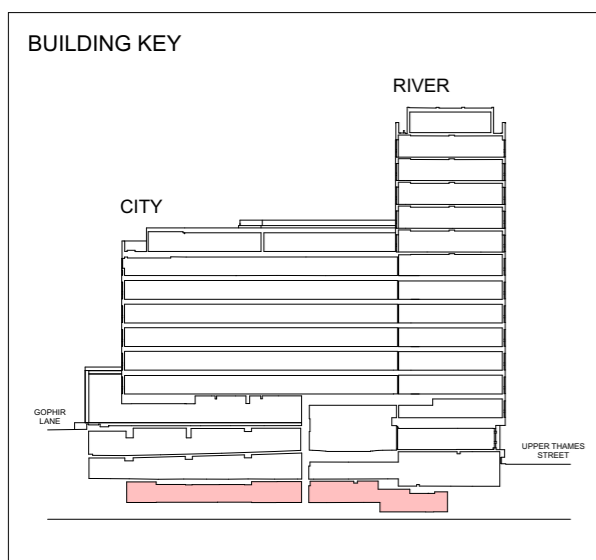 BUILDING KEY
RIVER
CITY
GOPHIR
LANE
UPPER THAMES
STREET